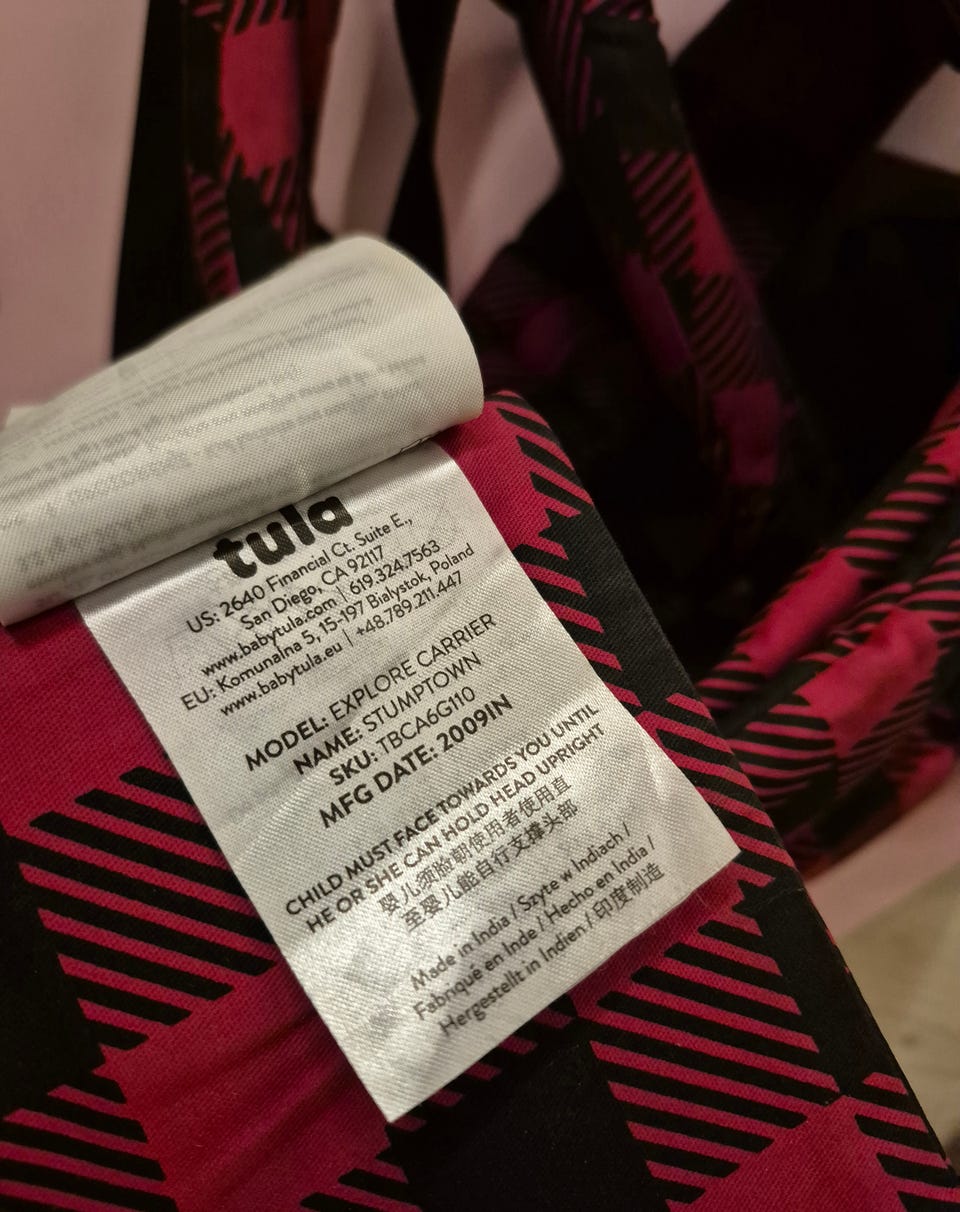 tula
US: 2640 Financial Ct. Suite E.,
San Diego, CA 92117
www.babytula.com | 619.324.7563
EU: Komunalna 5, 15-197 Bialystok, Poland
www.babytula.eu | +48.789.211.447
MODEL: EXPLORE CARRIER
NAME: STUMPTOWN
SKU: TBCA6G110
MFG DATE: 2009IN
CHILD MUST FACE TOWARDS YOU UNTIL
HE OR SHE CAN HOLD HEAD UPRIGHT
婴儿须脸朝使用者使用直
至婴儿能自行支撑头部
Made in India / Szyte w Indiach /
Fabriqué en Inde / Hecho en India /
Hergestellt in Indien / 印度制造